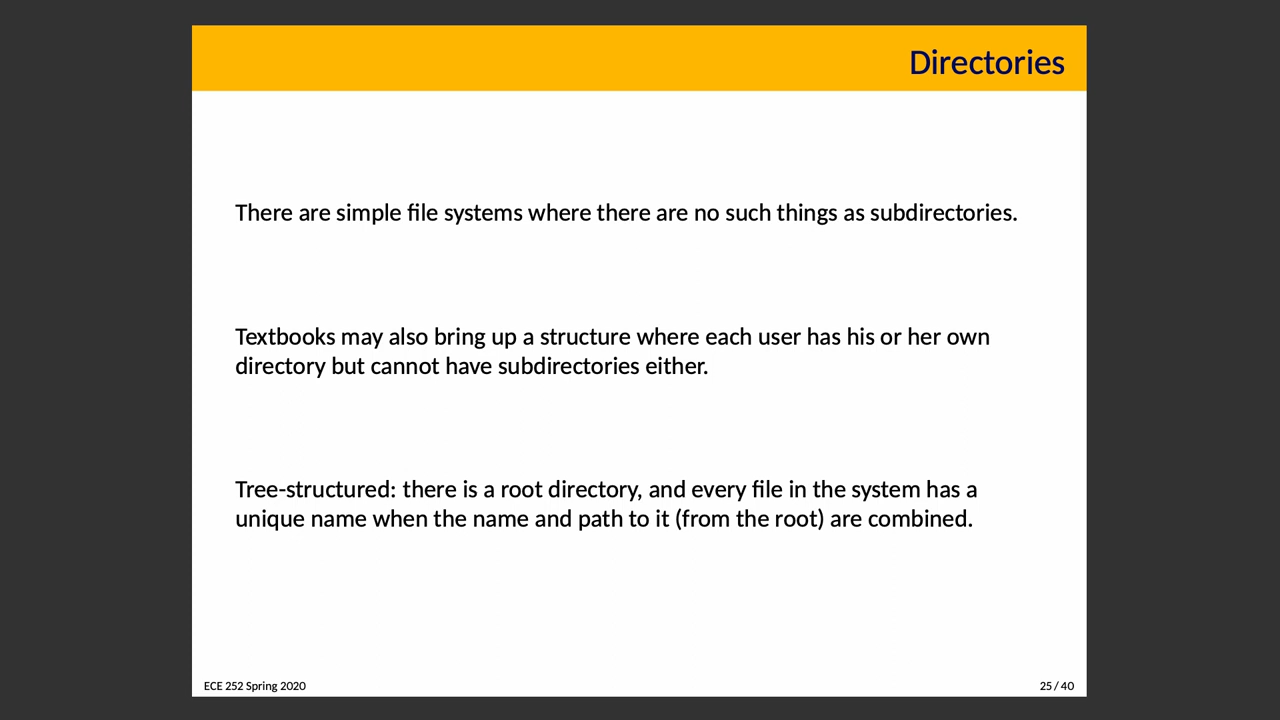 Directories
There are simple file systems where there are no such things as subdirectories.
Textbooks may also bring up a structure where each user has his or her own
directory but cannot have subdirectories either.
Tree-structured: there is a root directory, and every file in the system has a
unique name when the name and path to it (from the root) are combined.
ECE 252 Spring 2020
25 / 40